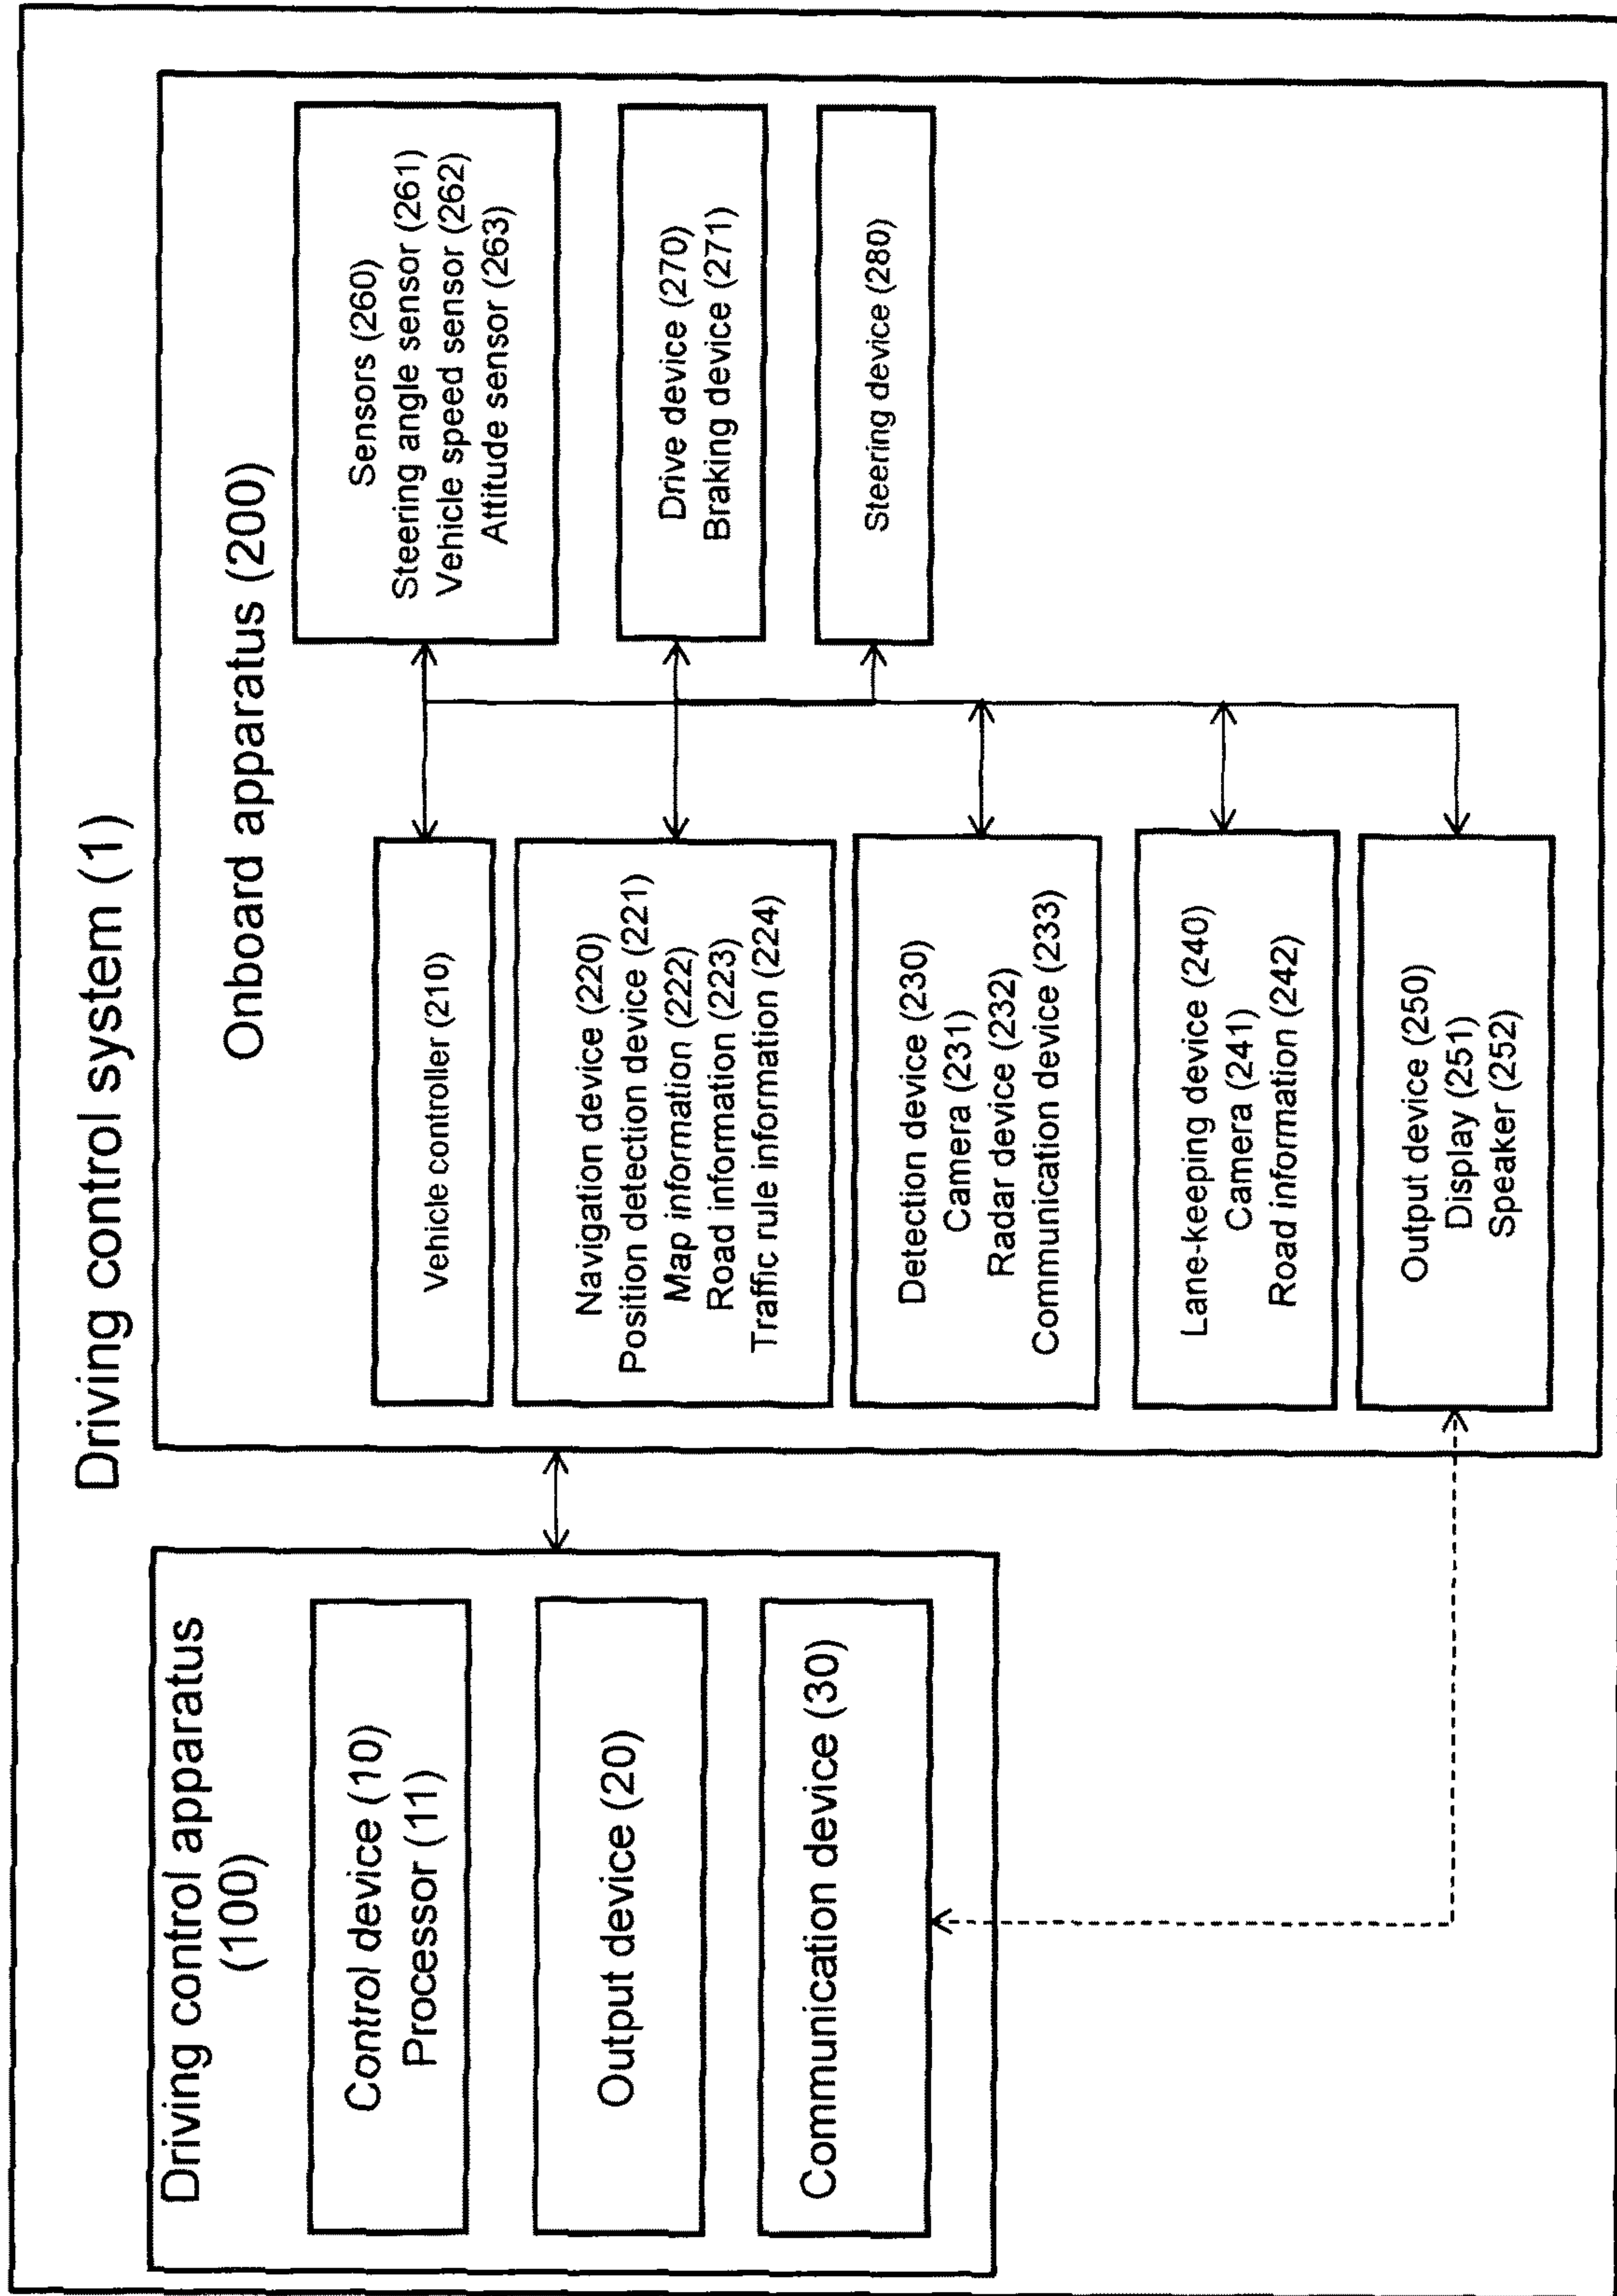 Driving control system (1)
Driving control apparatus
(100)
Control device (10)
Processor (11)
Output device (20)
Communication device (30)
Onboard apparatus (200)
Vehicle controller (210)
Navigation device (220)
Position detection device (221)
Map information (222)
Road information (223)
Traffic rule information (224)
Detection device (230)
Camera (231)
Radar device (232)
Communication device (233)
Lane-keeping device (240)
Camera (241)
Road information (242)
Output device (250)
Display (251)
Speaker (252)
Sensors (260)
Steering angle sensor (261)
Vehicle speed sensor (262)
Attitude sensor (263)
Drive device (270)
Braking device (271)
Steering device (280)